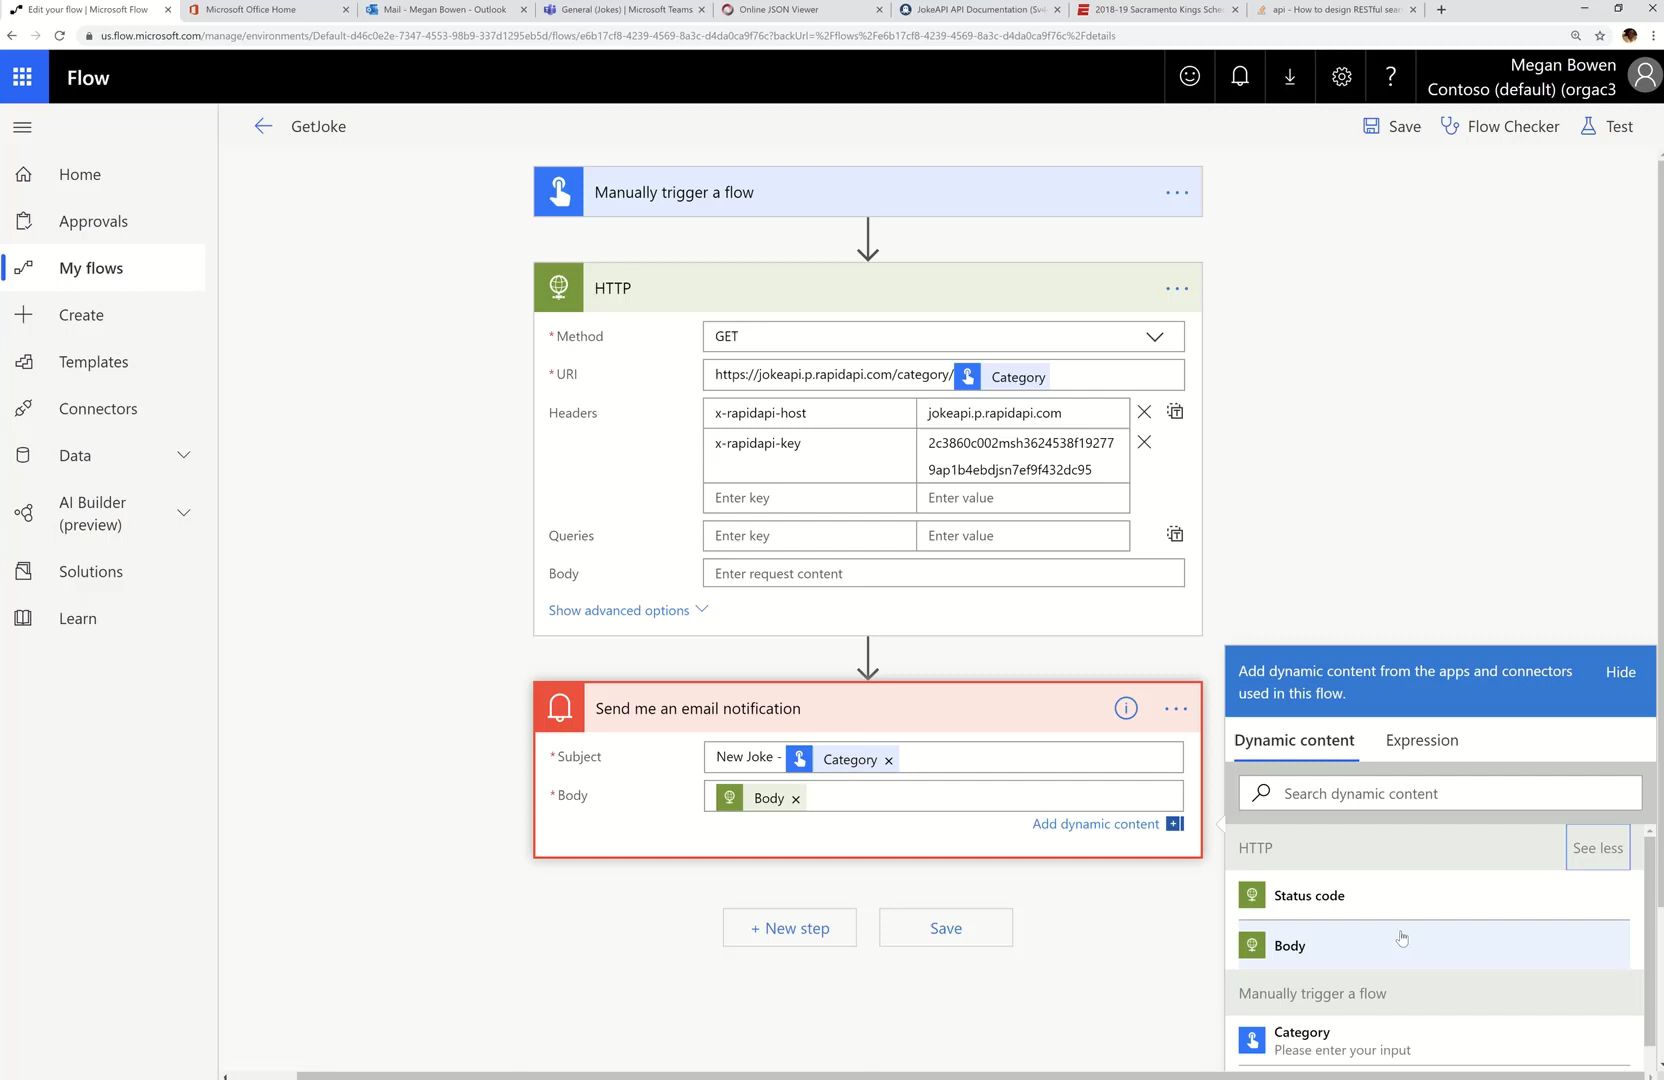 Edit your flow | Microsoft Flow
Microsoft Office Home
Mail - Megan Bowen - Outlook
General (Jokes) | Microsoft Teams
Online JSON Viewer
JokeAPI API Documentation (Sv4
2018-19 Sacramento Kings Sche
api - How to design RESTful sear
us.flow.microsoft.com/manage/environments/Default-d46c0e2e-7347-4553-98b9-337d1295eb5d/flows/e6b17cf8-4239-4569-8a3c-d4da0ca9f76c?backUrl=%2Fflows%2Fe6b17cf8-4239-4569-8a3c-d4da0ca9f76c%2Fdetails
Flow
?
Megan Bowen
Contoso (default) (orgac3
GetJoke
Save
Flow Checker
Test
Home
Approvals
My flows
Create
Templates
Connectors
Data
AI Builder
(preview)
Solutions
Learn
Manually trigger a flow
HTTP
* Method
GET
* URI
https://jokeapi.p.rapidapi.com/category/ Category
Headers
x-rapidapi-host
jokeapi.p.rapidapi.com
x-rapidapi-key
2c3860c002msh3624538f19277
9ap1b4ebdjsn7ef9f432dc95
Enter key
Enter value
Queries
Enter key
Enter value
Body
Enter request content
Show advanced options
Send me an email notification
* Subject
New Joke - Category ×
* Body
Body ×
Add dynamic content
+ New step
Save
Add dynamic content from the apps and connectors
used in this flow.
Hide
Dynamic content
Expression
Search dynamic content
HTTP
See less
Status code
Body
Manually trigger a flow
Category
Please enter your input